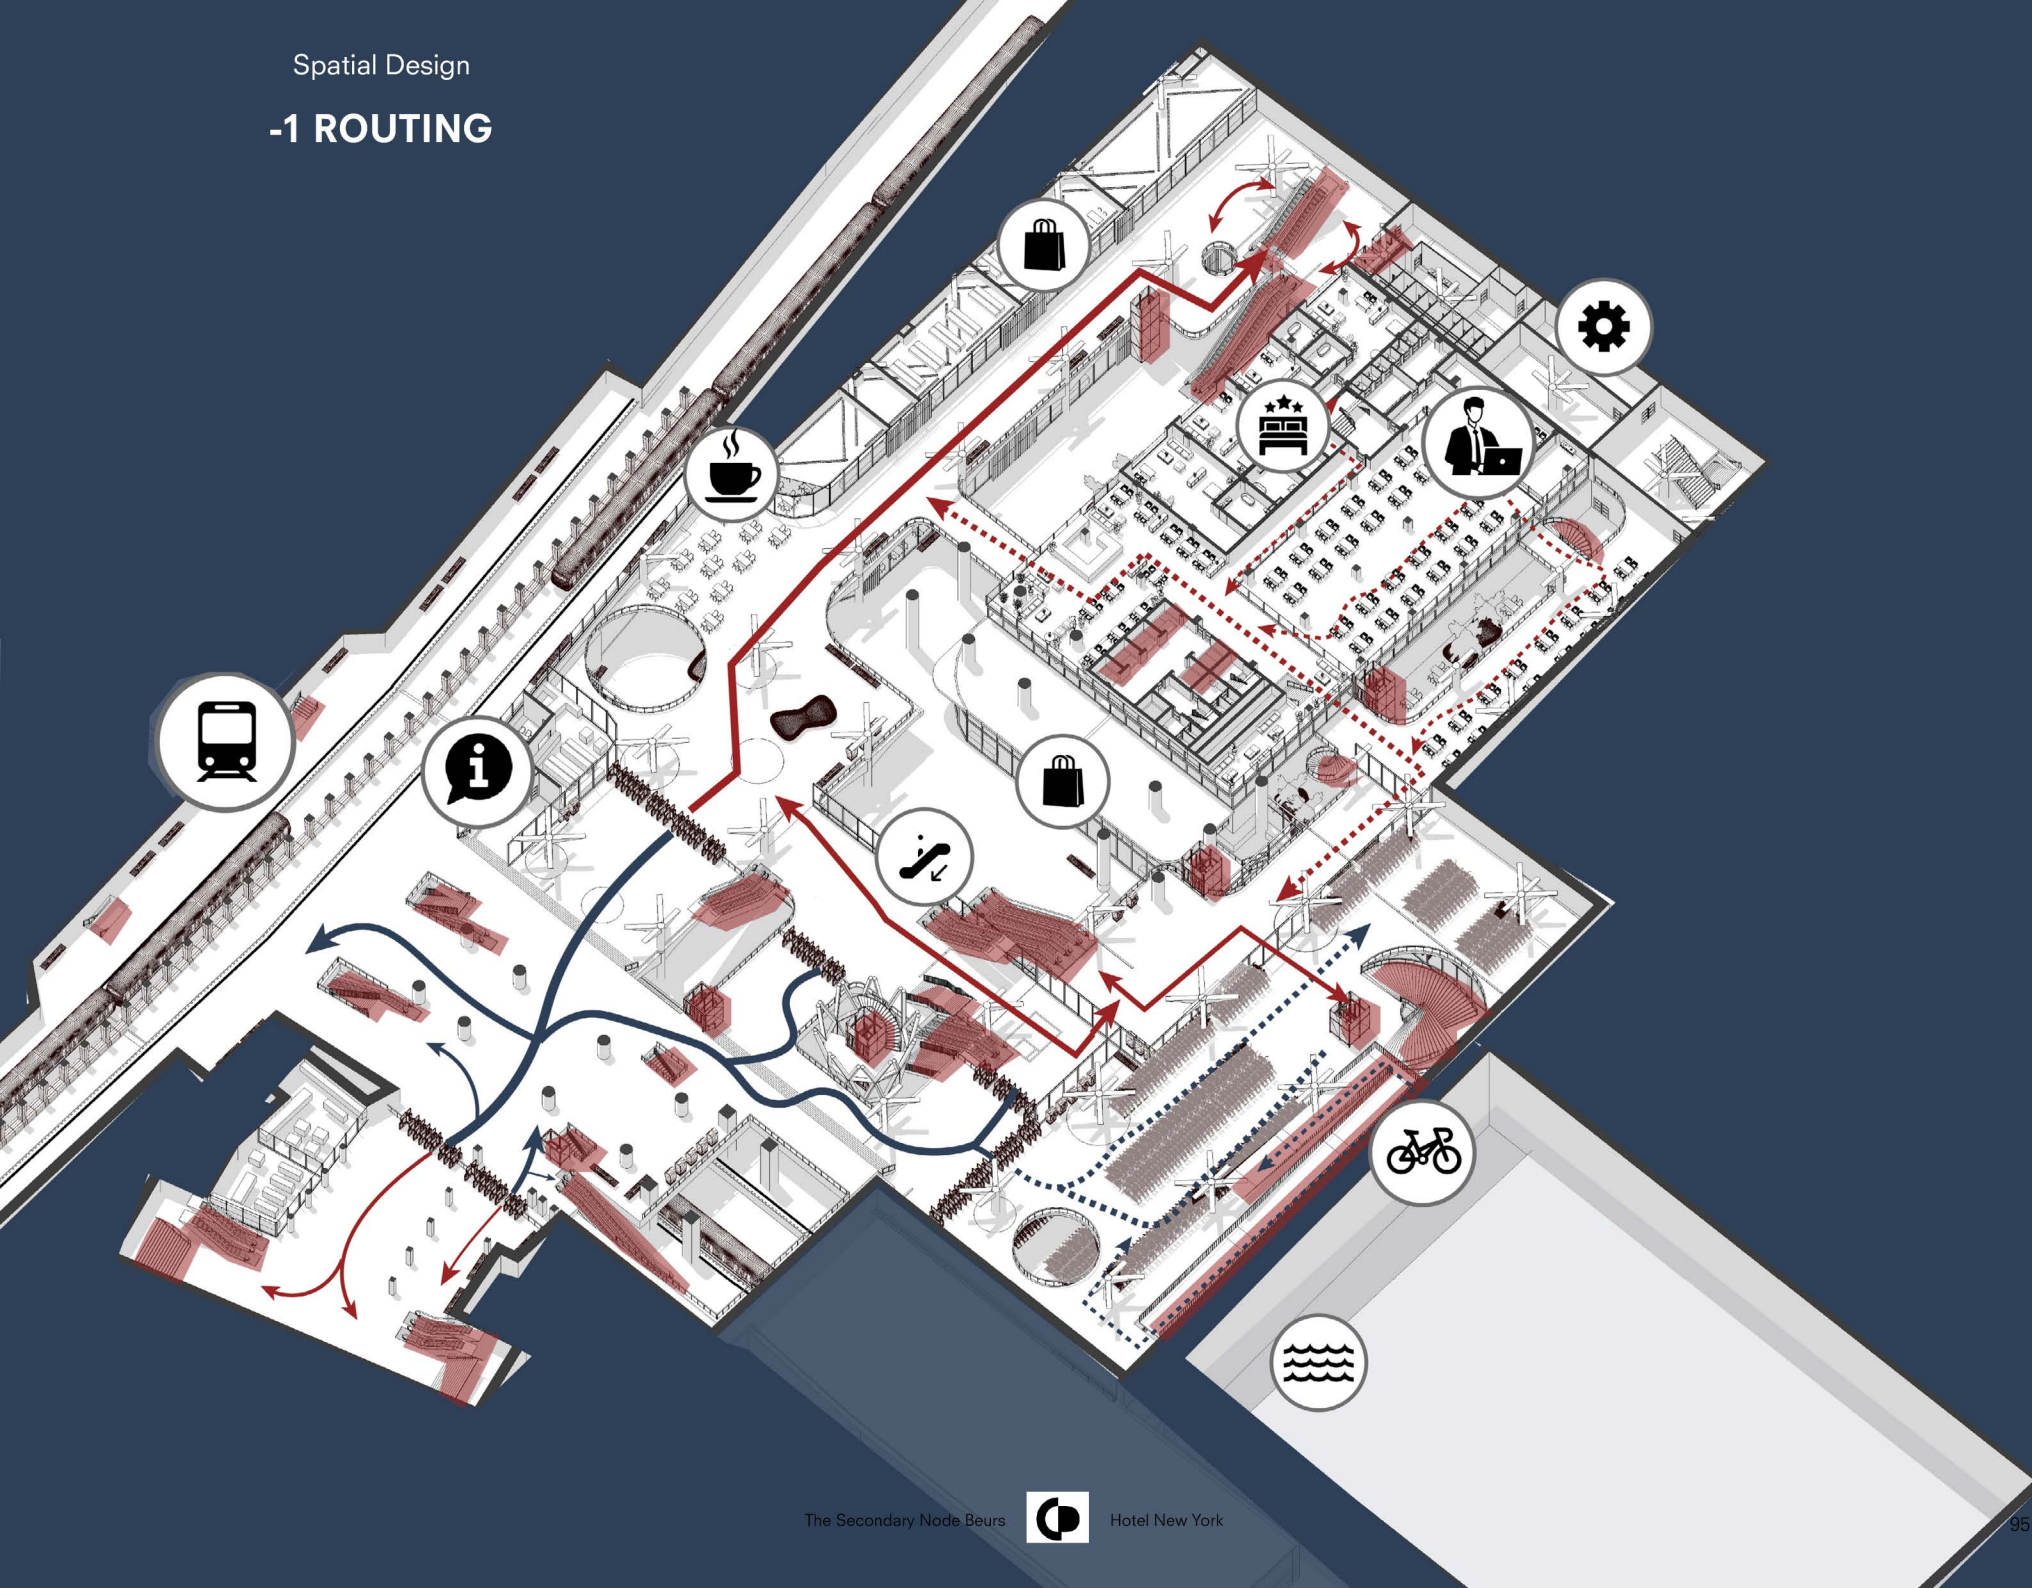 Spatial Design
-1 ROUTING
The Secondary Node Beurs
Hotel New York
95